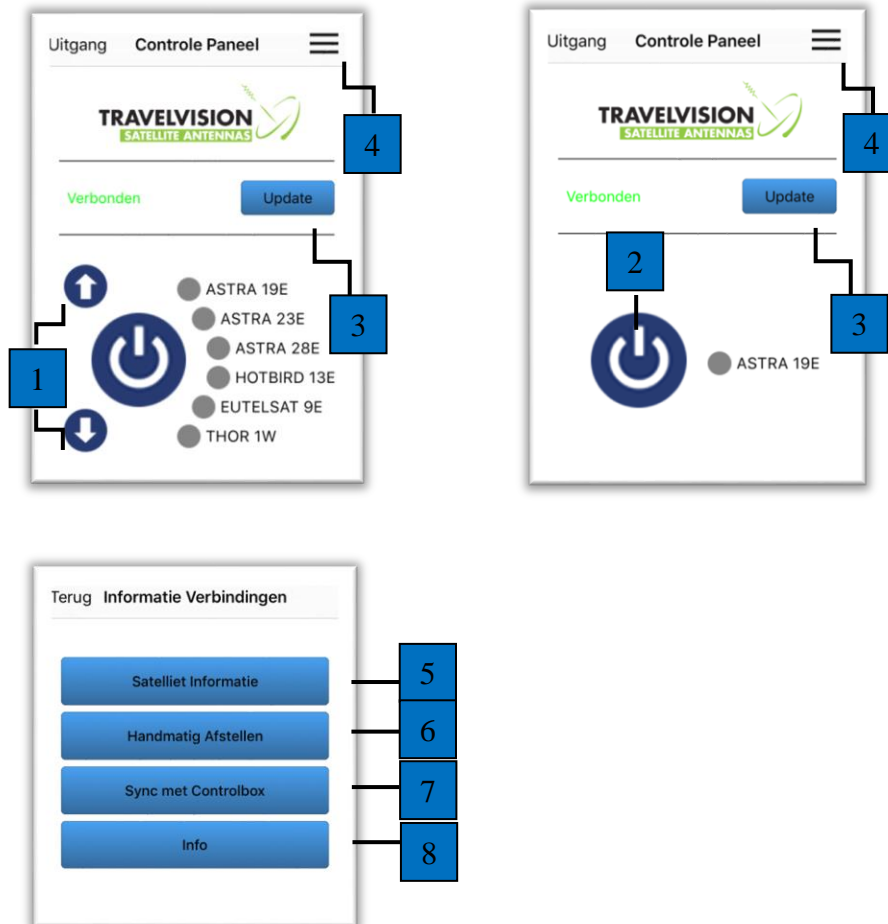 Uitgang Controle Paneel
TRAVELVISION
SATELLITE ANTENNAS
4
Verbonden Update
3
ASTRA 19E
ASTRA 23E
ASTRA 28E
HOTBIRD 13E
EUTELSAT 9E
THOR 1W
1
Uitgang Controle Paneel
TRAVELVISION
SATELLITE ANTENNAS
4
Verbonden Update
2
3
ASTRA 19E
Terug Informatie Verbindingen
Satelliet Informatie
5
Handmatig Afstellen
6
Sync met Controlbox
7
Info
8